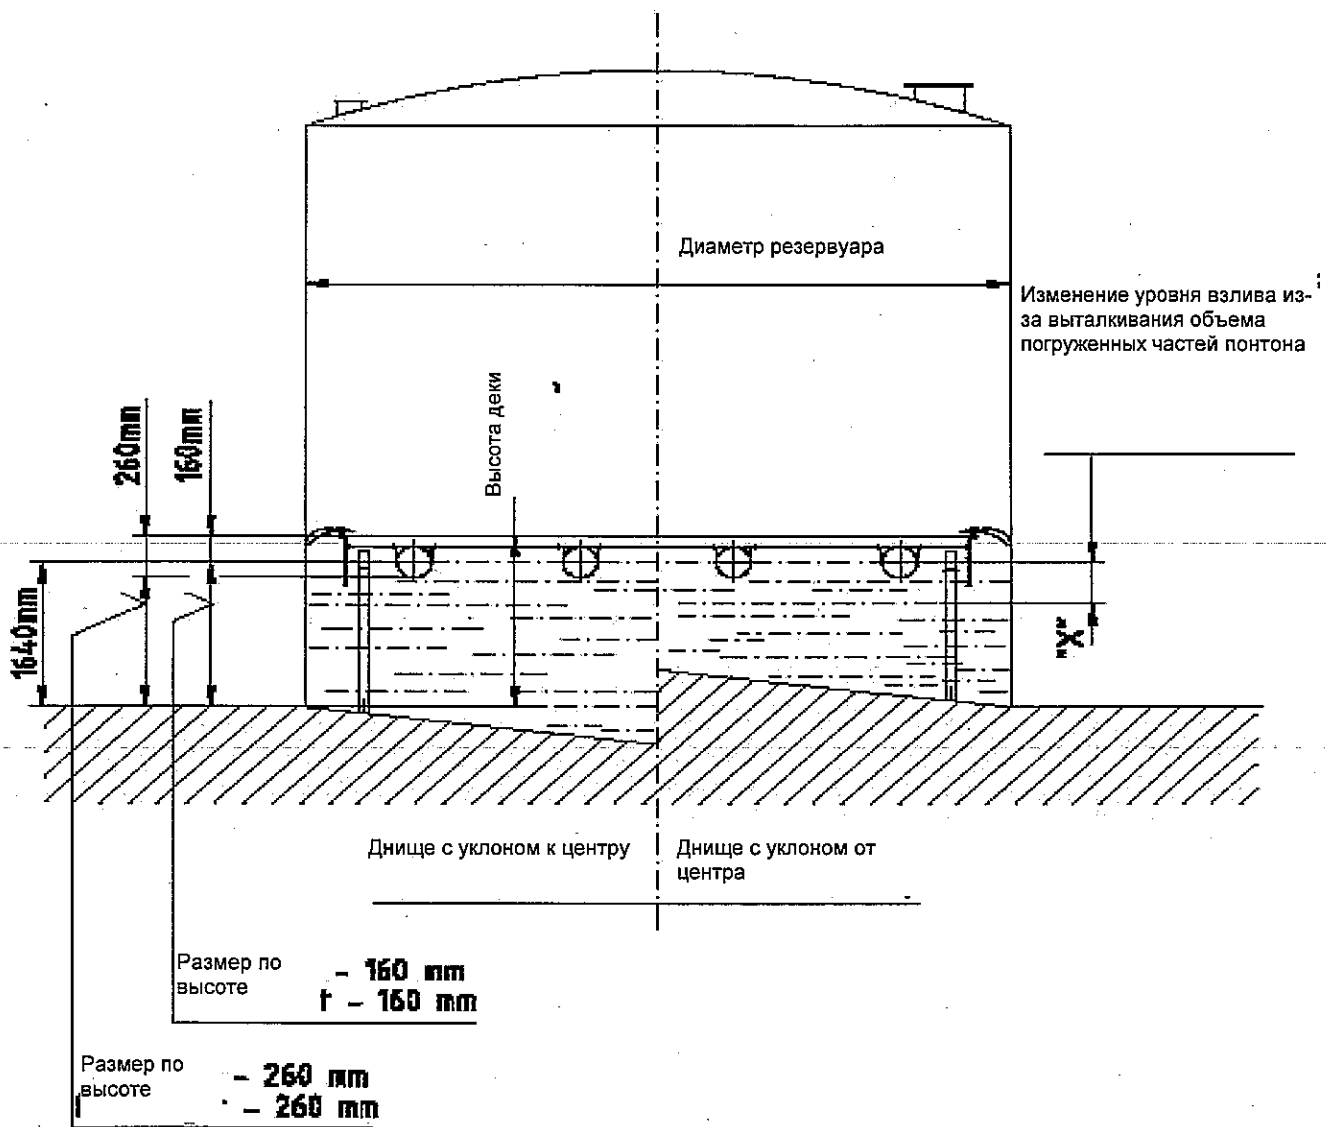 Диаметр резервуара
Изменение уровня взлива из-
за выталкивания объема
погруженных частей понтона
Высота деки
260mm
160mm
1640mm
"X"
Днище с уклоном к центру
Днище с уклоном от
центра
Размер по
высоте
- 160 mm
t - 160 mm
Размер по
высоте
- 260 mm
- 260 mm